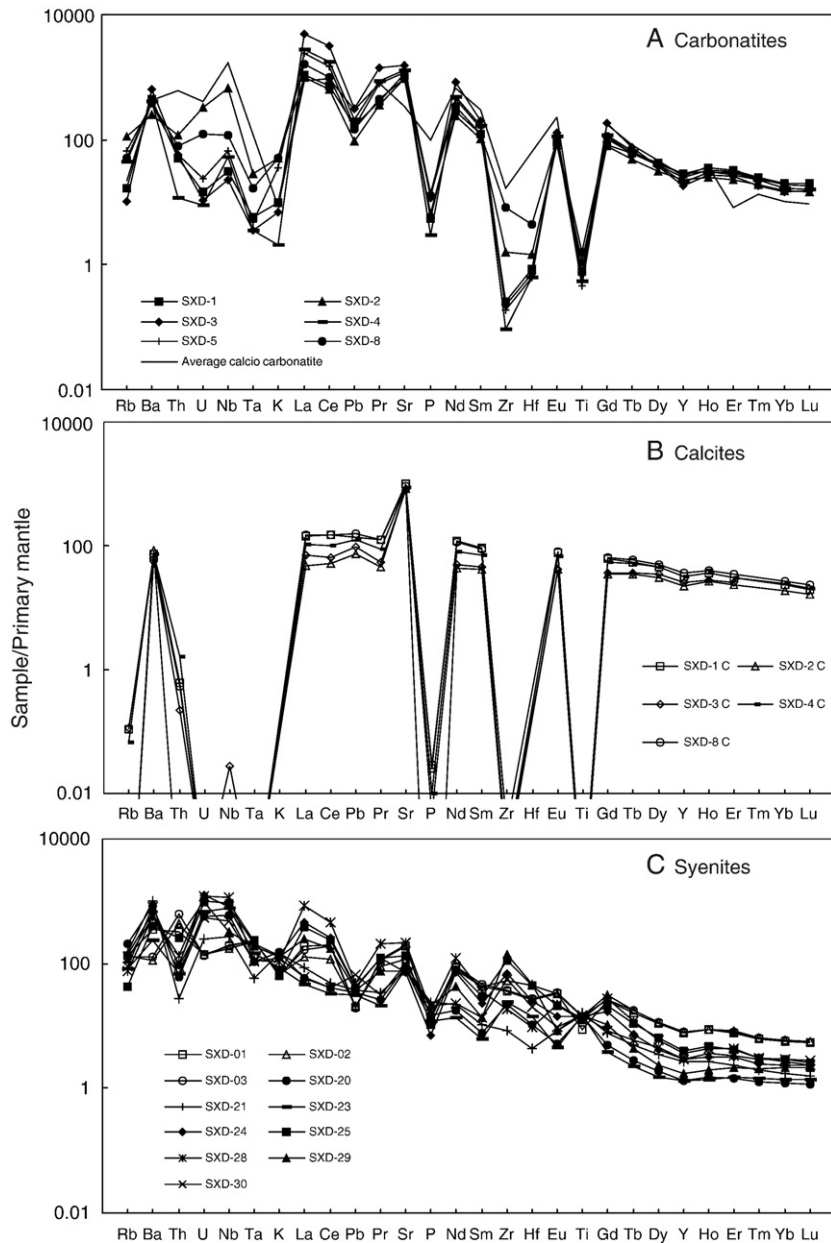 10000
A Carbonatites
100
1
SXD-1 SXD-2
SXD-3 SXD-4
SXD-5 SXD-8
Average calcio carbonatite
0.01
Rb Ba Th U Nb Ta K La Ce Pb Pr Sr P Nd Sm Zr Hf Eu Ti Gd Tb Dy Y Ho Er Tm Yb Lu
10000
B Calcites
Sample/Primary mantle
100
1
SXD-1 C SXD-2 C
SXD-3 C SXD-4 C
SXD-8 C
0.01
Rb Ba Th U Nb Ta K La Ce Pb Pr Sr P Nd Sm Zr Hf Eu Ti Gd Tb Dy Y Ho Er Tm Yb Lu
10000
C Syenites
100
1
SXD-01 SXD-02
SXD-03 SXD-20
SXD-21 SXD-23
SXD-24 SXD-25
SXD-28 SXD-29
SXD-30
0.01
Rb Ba Th U Nb Ta K La Ce Pb Pr Sr P Nd Sm Zr Hf Eu Ti Gd Tb Dy Y Ho Er Tm Yb Lu